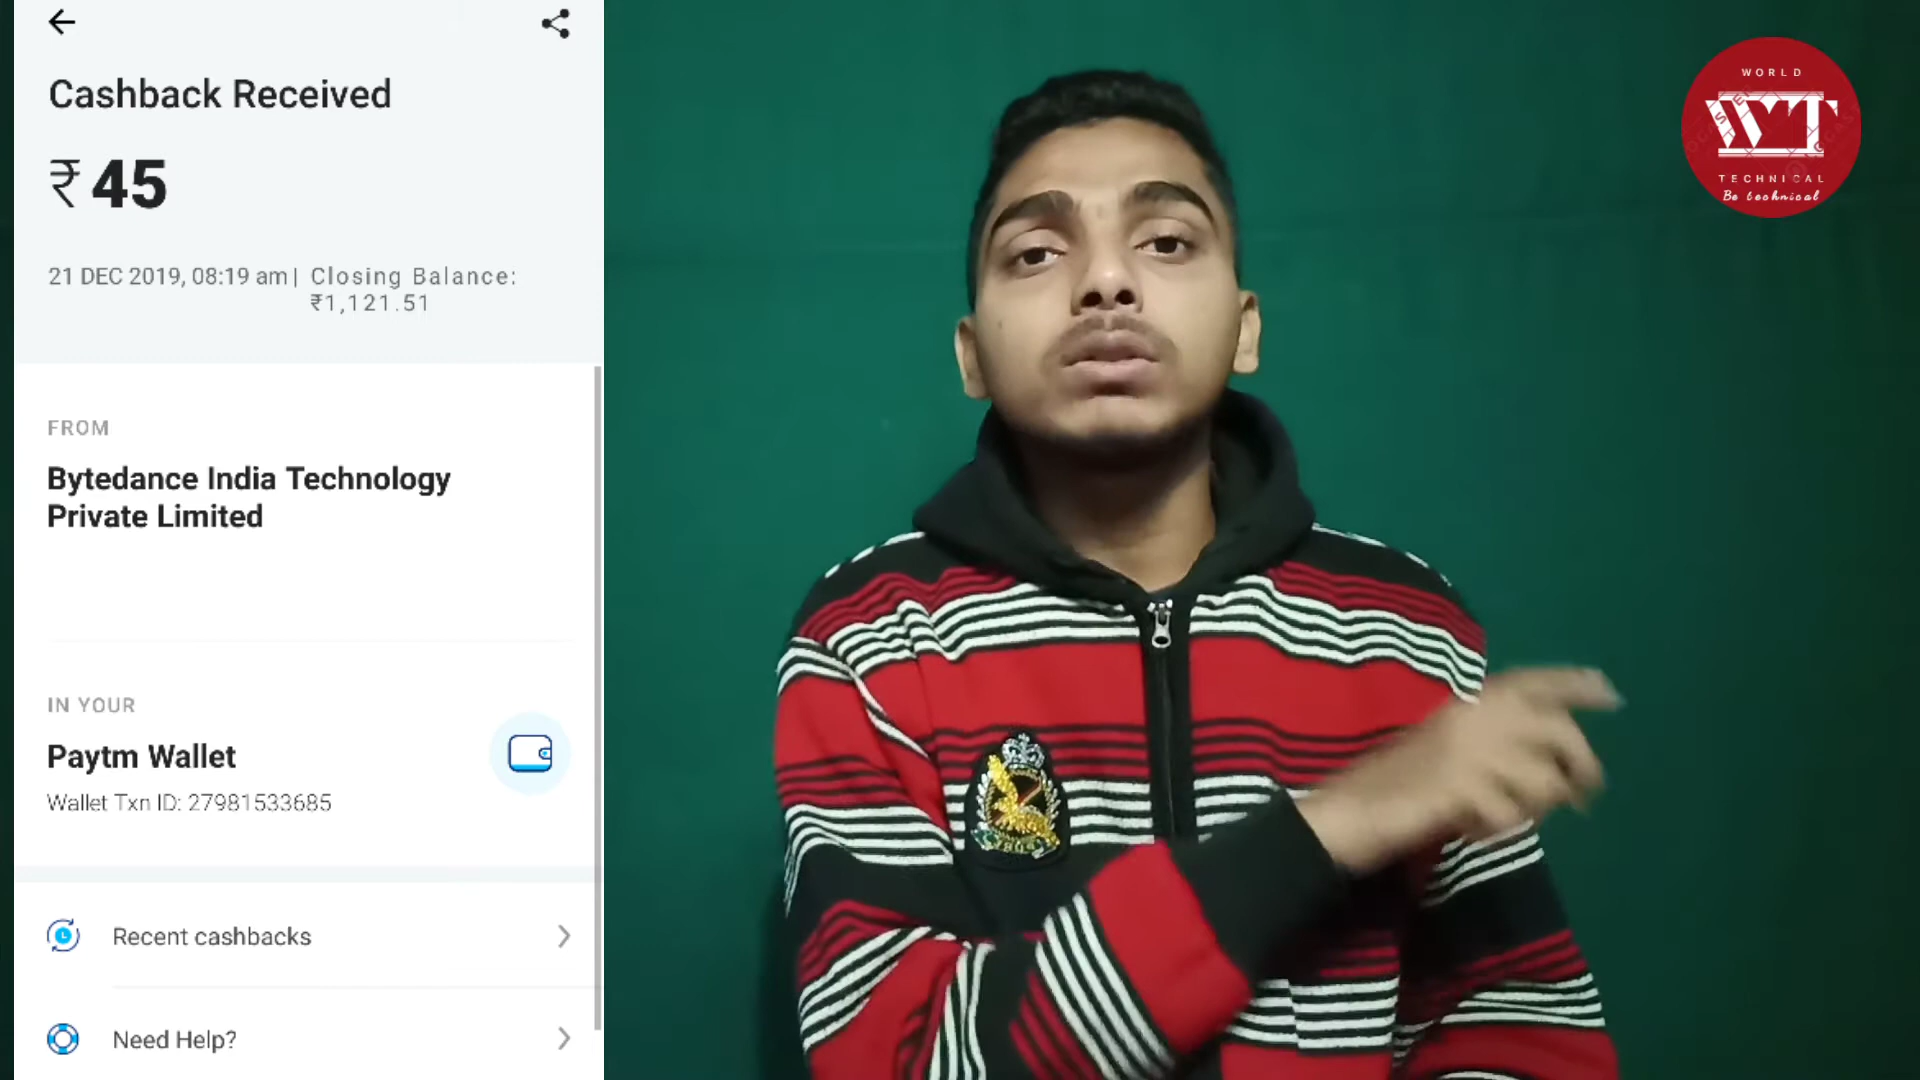 Cashback Received
₹45
21 DEC 2019, 08:19 am | Closing Balance:
₹1,121.51
FROM
Bytedance India Technology
Private Limited
IN YOUR
Paytm Wallet
Wallet Txn ID: 27981533685
Recent cashbacks
Need Help?
WORLD
WT
TECHNICAL
Be technical